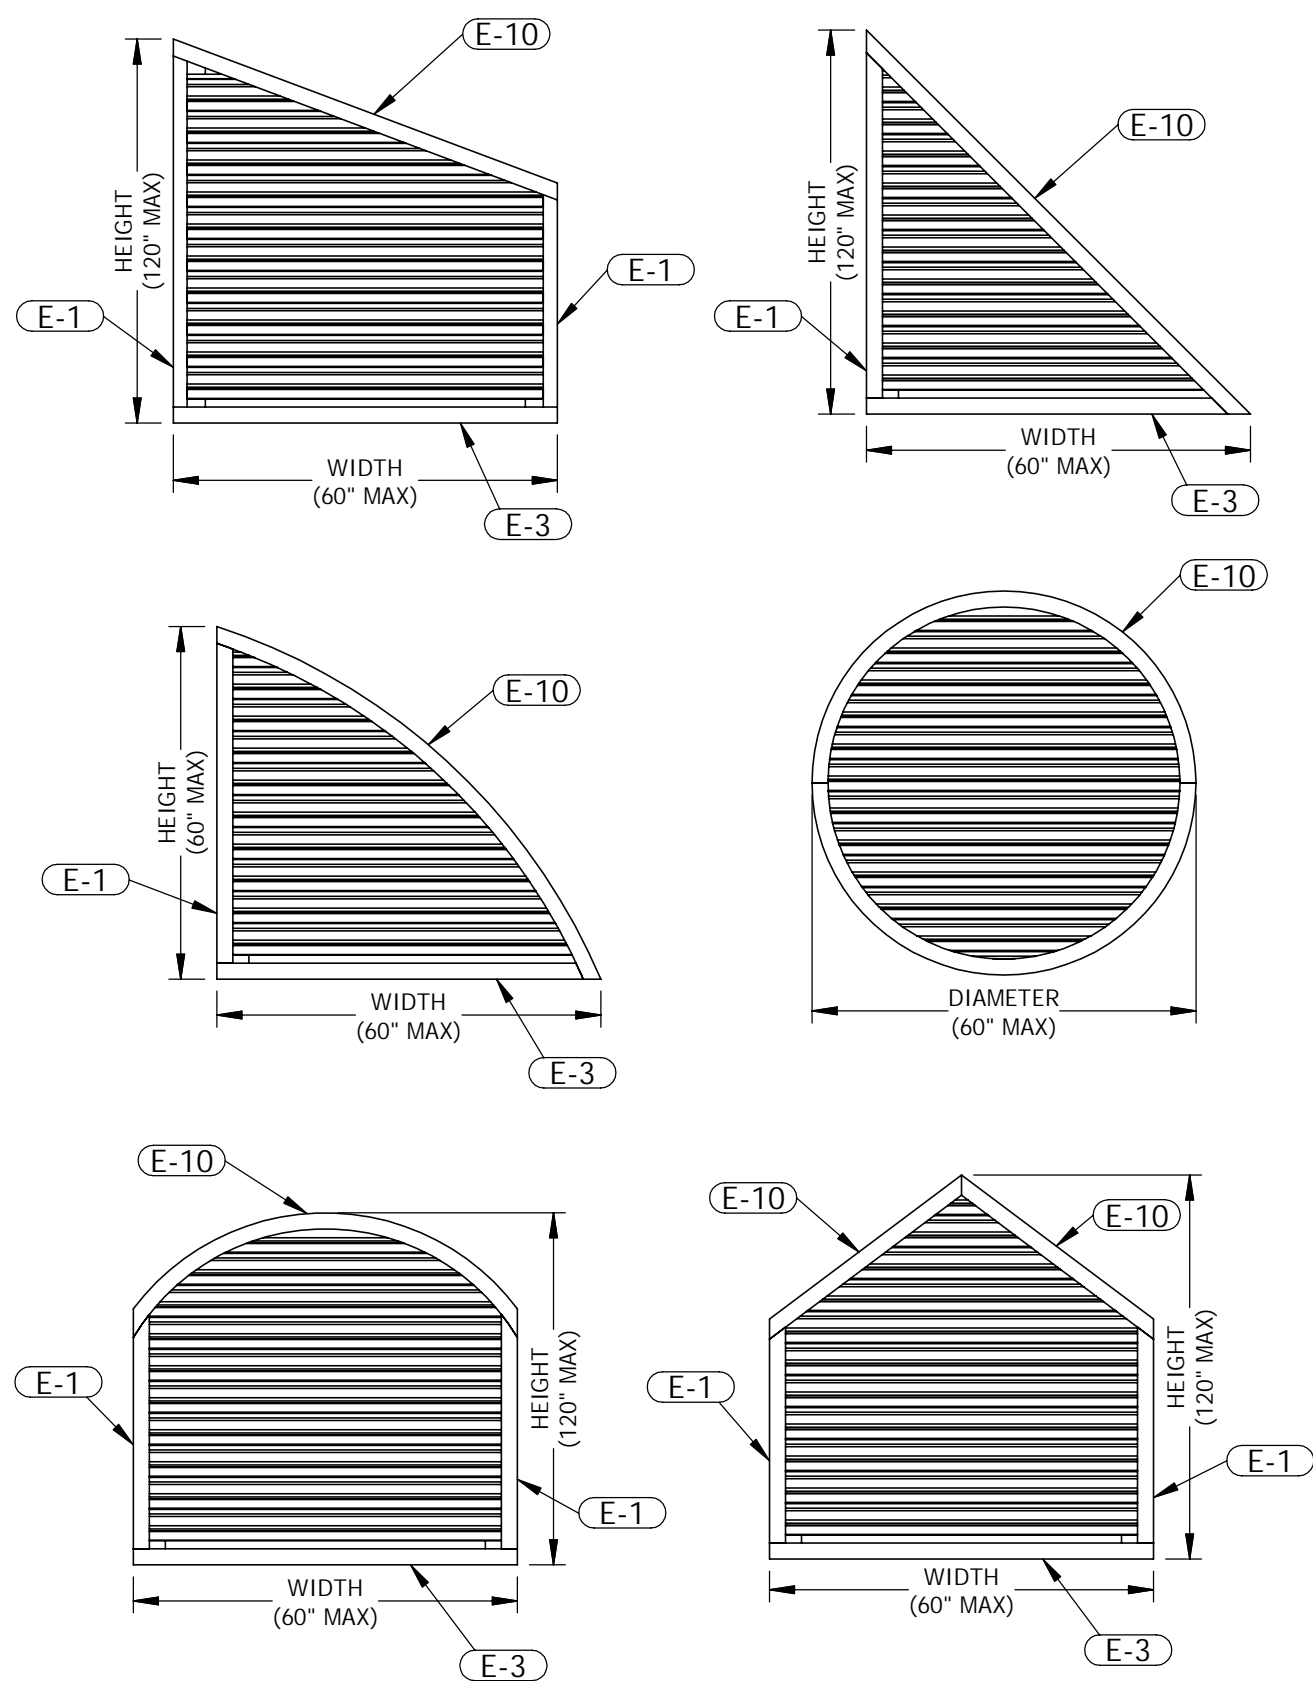 E-10
HEIGHT
(120" MAX)
E-1
E-1
WIDTH
(60" MAX)
E-3
E-10
HEIGHT
(120" MAX)
E-1
WIDTH
(60" MAX)
E-3
E-10
HEIGHT
(60" MAX)
E-1
WIDTH
(60" MAX)
E-3
E-10
DIAMETER
(60" MAX)
E-10
E-1
HEIGHT
(120" MAX)
E-1
WIDTH
(60" MAX)
E-3
E-10
E-10
HEIGHT
(120" MAX)
E-1
E-1
WIDTH
(60" MAX)
E-3